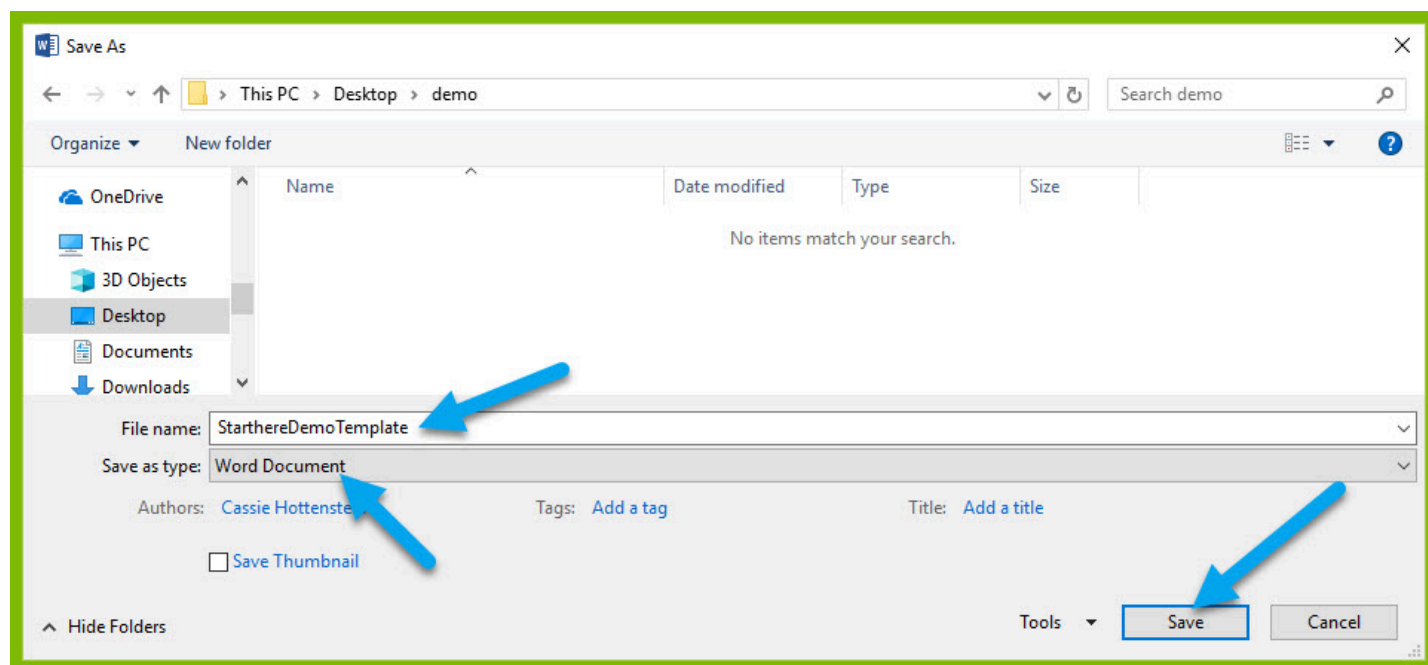 Save As
This PC > Desktop > demo
Search demo
Organize
New folder
Name
Date modified
Type
Size
OneDrive
No items match your search.
This PC
3D Objects
Desktop
Documents
Downloads
File name: StarthereDemoTemplate
Save as type: Word Document
Authors: Cassie
Tags: Add a tag
Title: Add a title
Save Thumbnail
Hide Folders
Tools
Save
Cancel